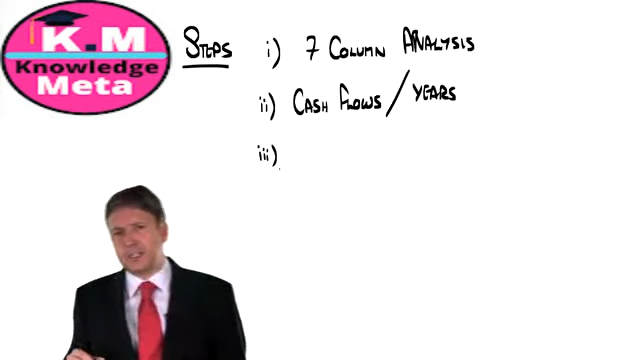 K.M
Knowledge
Meta
STEPS
i) 7 COLUMN ANALYSIS
ii) CASH FLOWS / YEARS
iii)